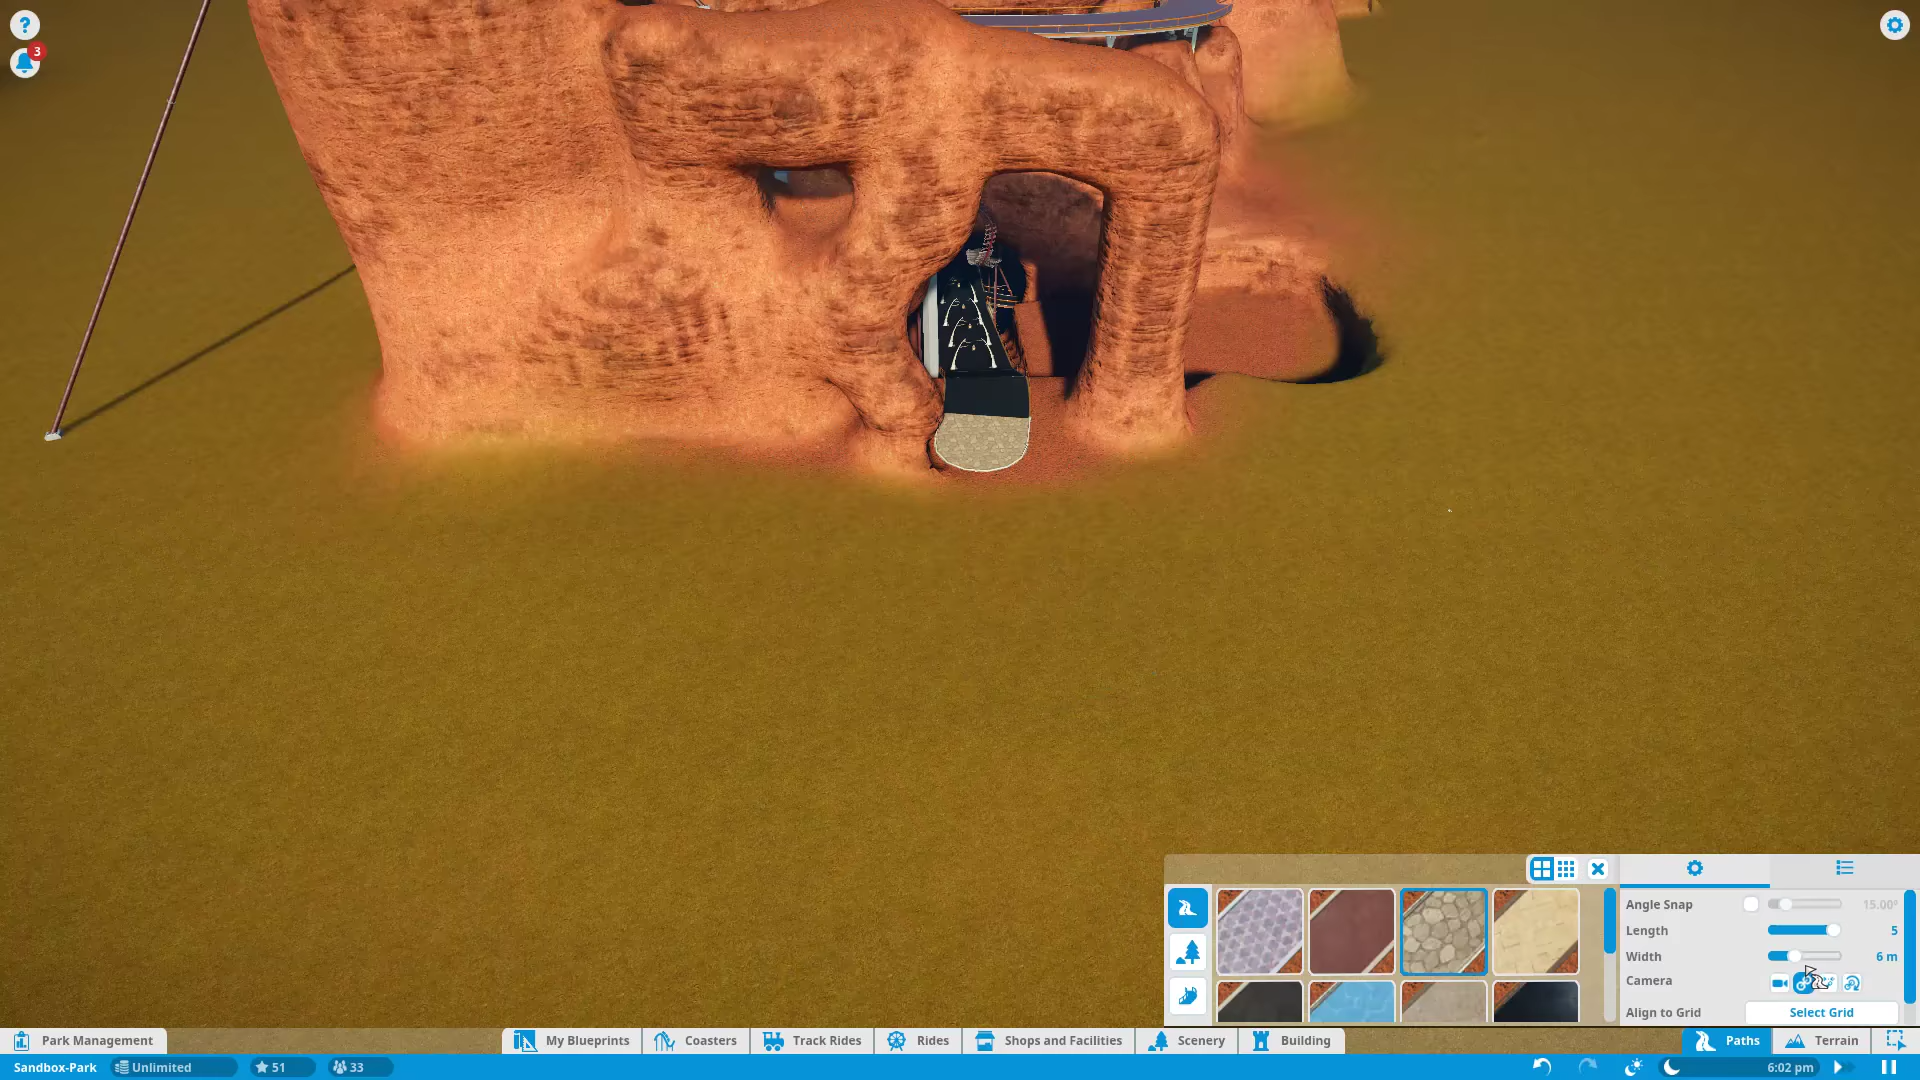 ?
3
Angle Snap 15.00°
Length 5
Width 6 m
Camera
Align to Grid Select Grid
Park Management My Blueprints Coasters Track Rides Rides Shops and Facilities Scenery Building Paths Terrain
Sandbox-Park Unlimited 51 33 6:02 pm